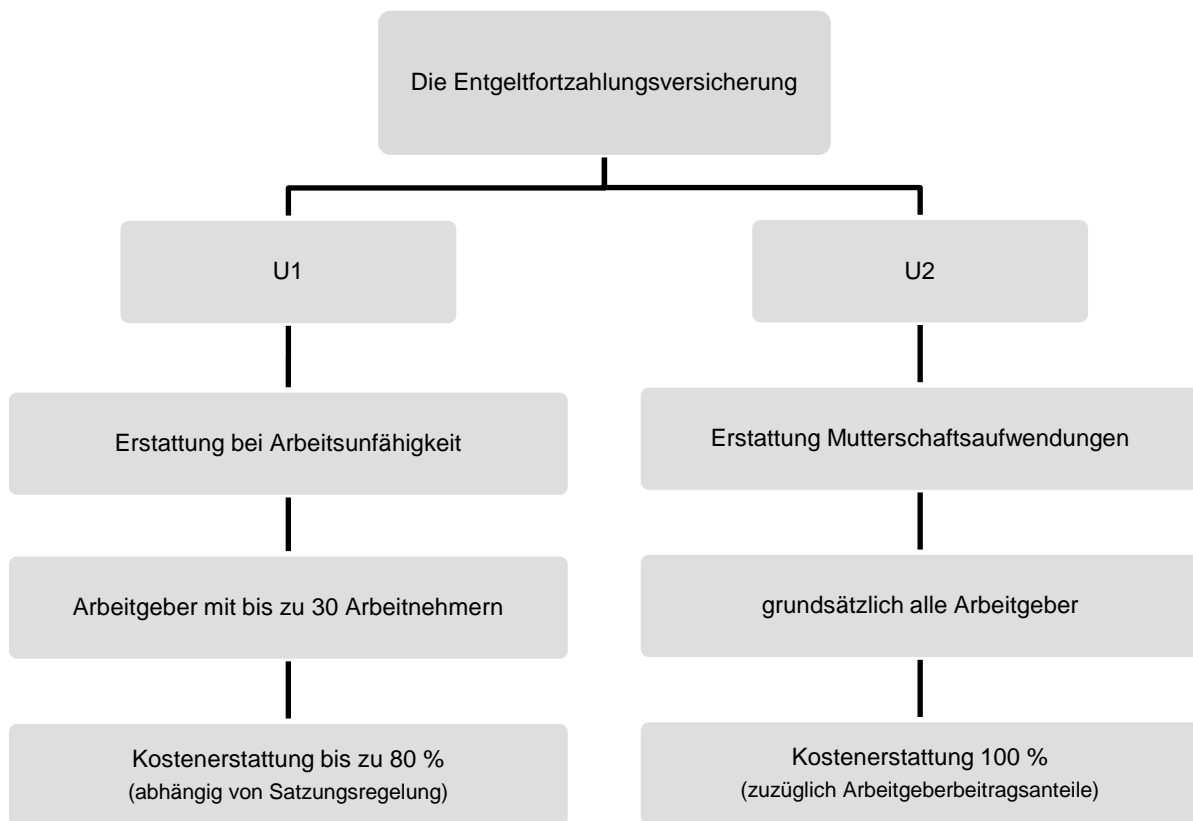 Die Entgeltfortzahlungsversicherung
U1
U2
Erstattung bei Arbeitsunfähigkeit
Erstattung Mutterschaftsaufwendungen
Arbeitgeber mit bis zu 30 Arbeitnehmern
grundsätzlich alle Arbeitgeber
Kostenerstattung bis zu 80 %
(abhängig von Satzungsregelung)
Kostenerstattung 100 %
(zuzüglich Arbeitgeberbeitragsanteile)